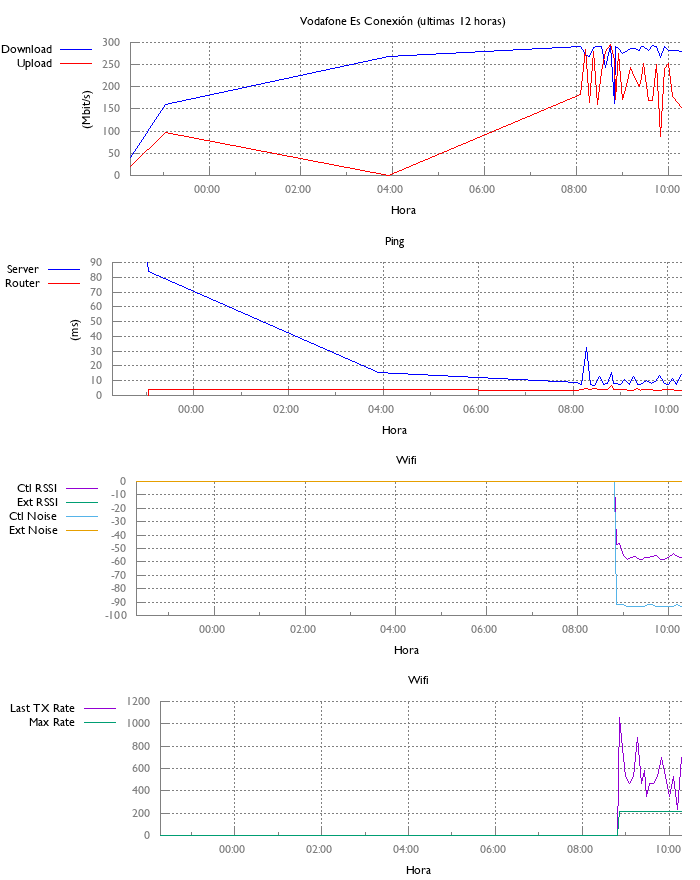 Vodafone Es Conexión (ultimas 12 horas)
Download
Upload
300
250
200
150
100
50
0
(Mbit/s)
00:00 02:00 04:00 06:00 08:00 10:00
Hora
Ping
Server
Router
90
80
70
60
50
40
30
20
10
0
(ms)
00:00 02:00 04:00 06:00 08:00 10:00
Hora
Wifi
Ctl RSSI
Ext RSSI
Ctl Noise
Ext Noise
0
-10
-20
-30
-40
-50
-60
-70
-80
-90
-100
00:00 02:00 04:00 06:00 08:00 10:00
Hora
Wifi
Last TX Rate
Max Rate
1200
1000
800
600
400
200
0
00:00 02:00 04:00 06:00 08:00 10:00
Hora